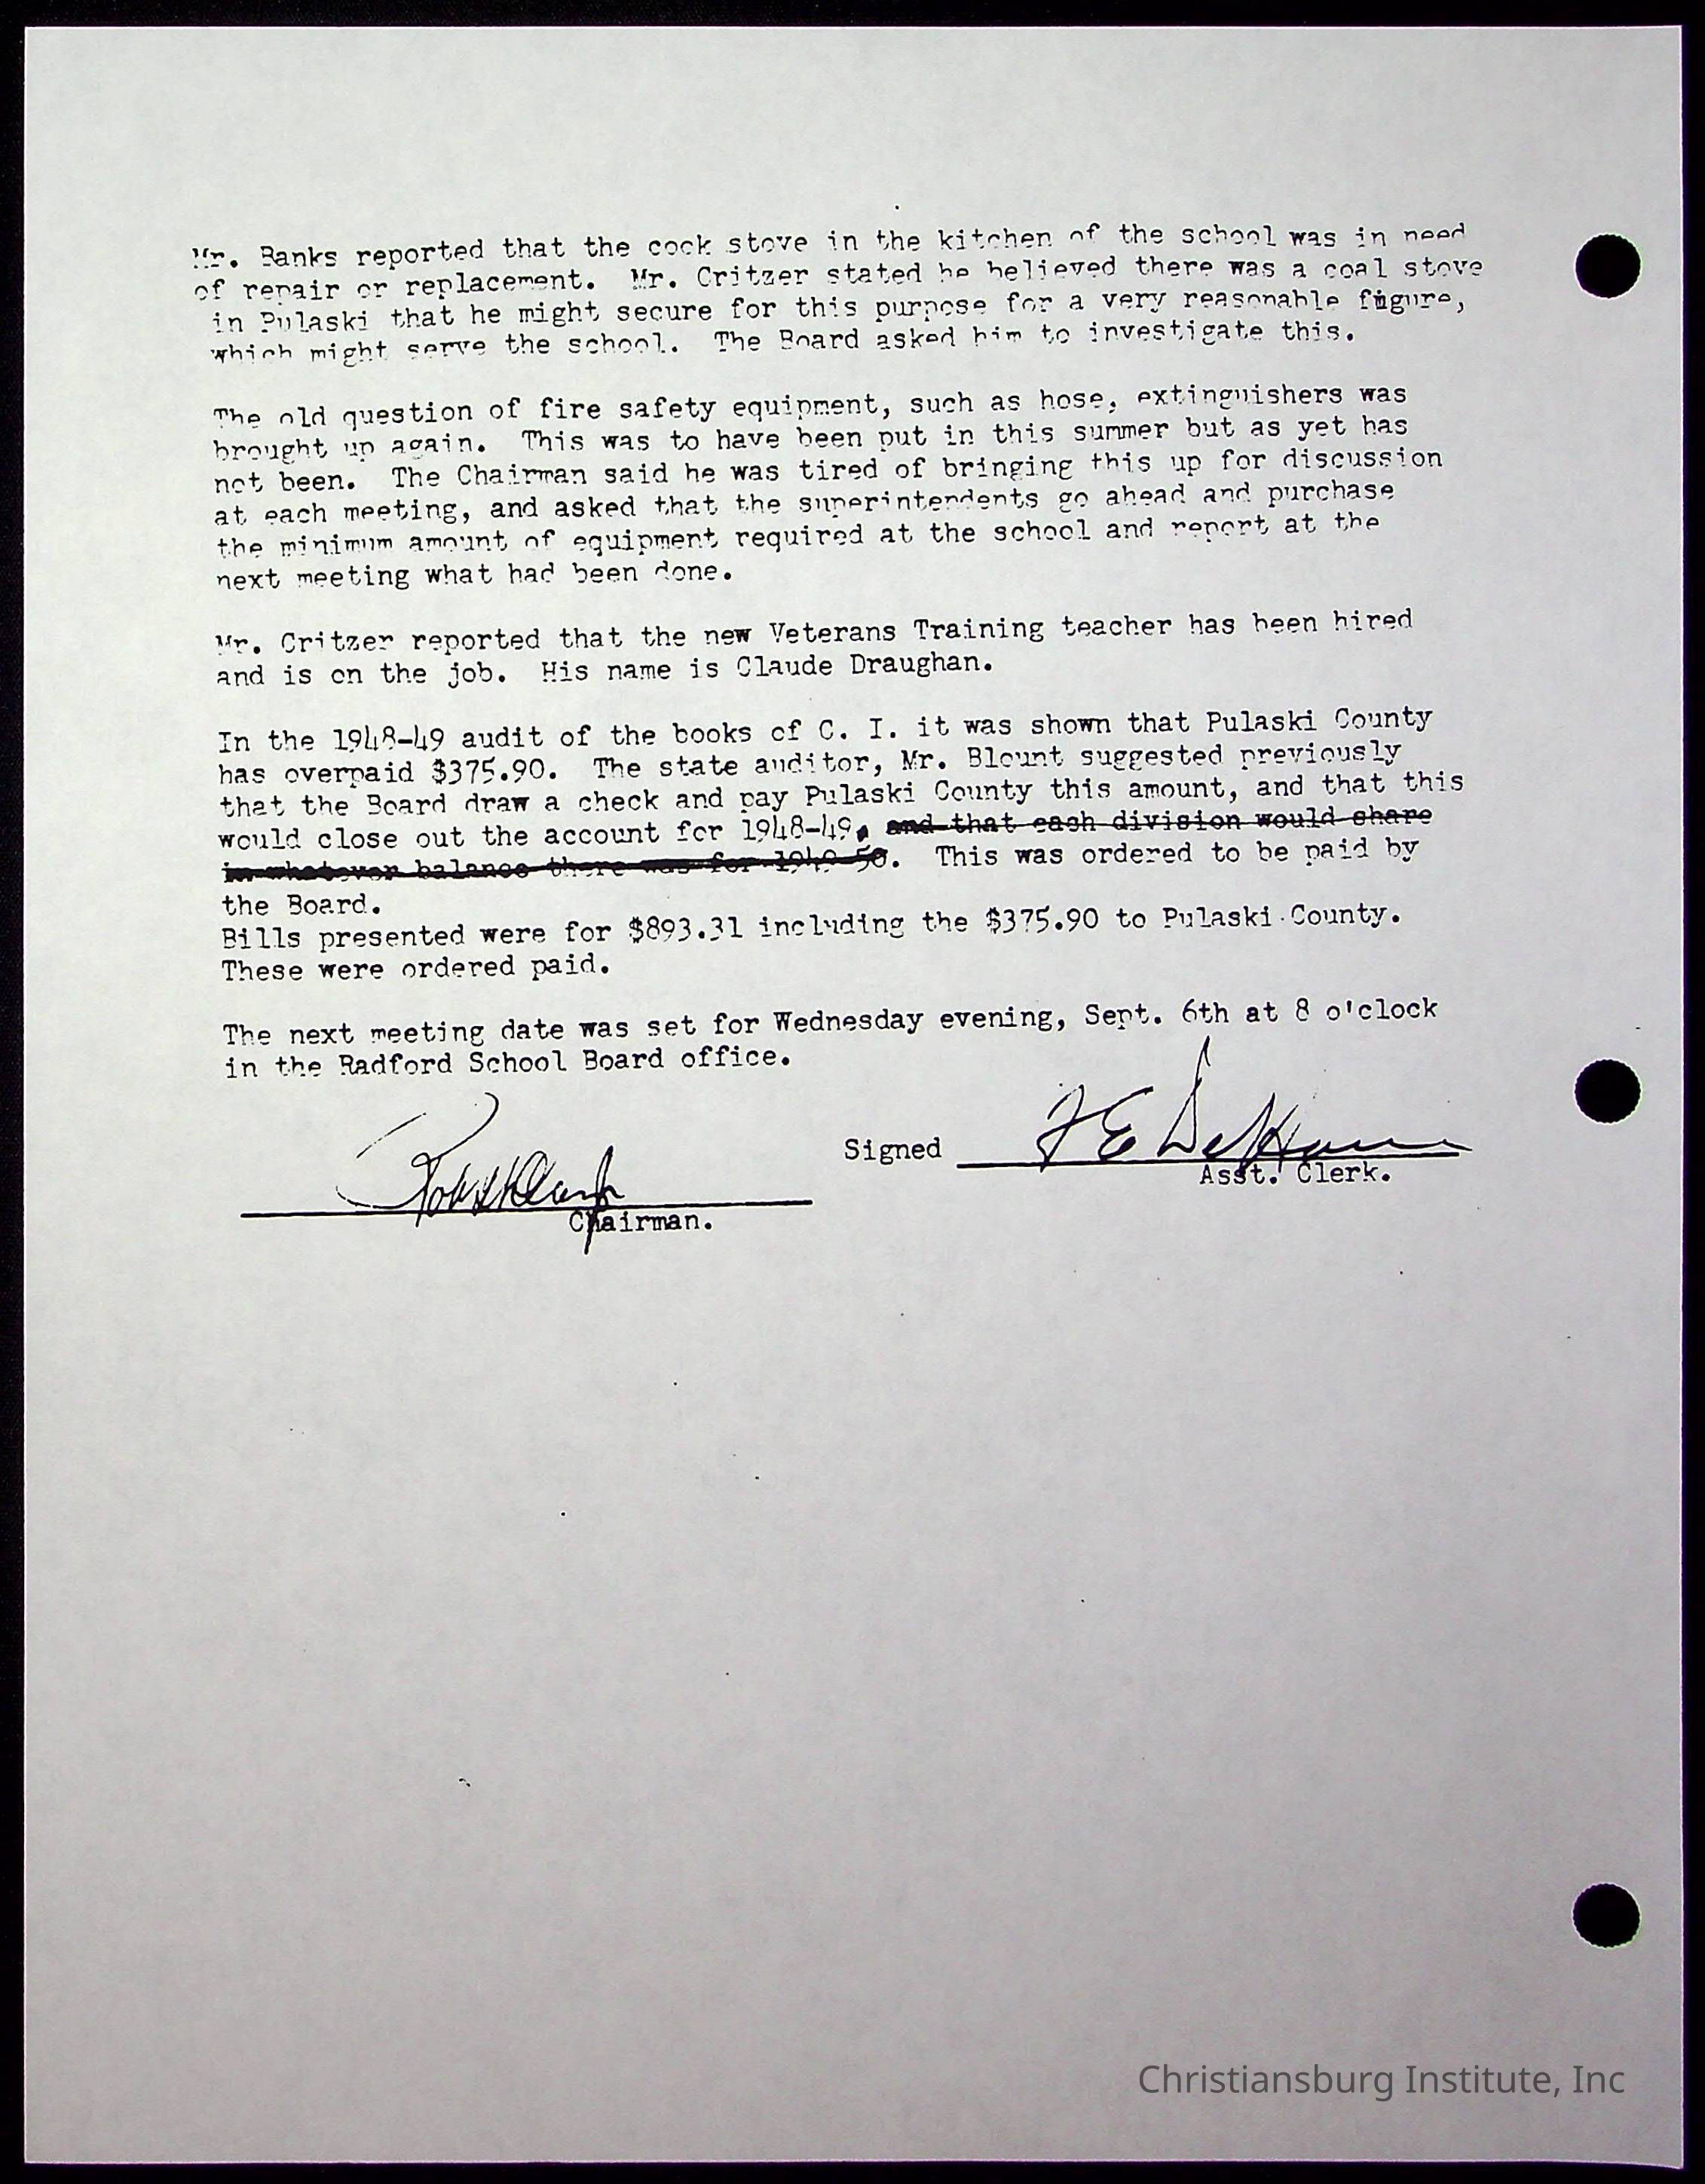 Mr. Banks reported that the cook stove in the kitchen of the school was in need
of repair or replacement. Mr. Critzer stated he believed there was a coal stove
in Pulaski that he might secure for this purpose for a very reasonable figure,
which might serve the school. The Board asked him to investigate this.
The old question of fire safety equipment, such as hose, extinguishers was
brought up again. This was to have been put in this summer but as yet has
not been. The Chairman said he was tired of bringing this up for discussion
at each meeting, and asked that the superintendents go ahead and purchase
the minimum amount of equipment required at the school and report at the
next meeting what had been done.
Mr. Critzer reported that the new Veterans Training teacher has been hired
and is on the job. His name is Claude Draughan.
In the 1948-49 audit of the books of C. I. it was shown that Pulaski County
has overpaid $375.90. The state auditor, Mr. Blount suggested previously
that the Board draw a check and pay Pulaski County this amount, and that this
would close out the account for 1948-49. and that each division would share
in whatever balance there was for 1949-50. This was ordered to be paid by
the Board.
Bills presented were for $893.31 including the $375.90 to Pulaski County.
These were ordered paid.
The next meeting date was set for Wednesday evening, Sept. 6th at 8 o'clock
in the Radford School Board office.
Signed
Asst. Clerk.
Chairman.
Christiansburg Institute, Inc